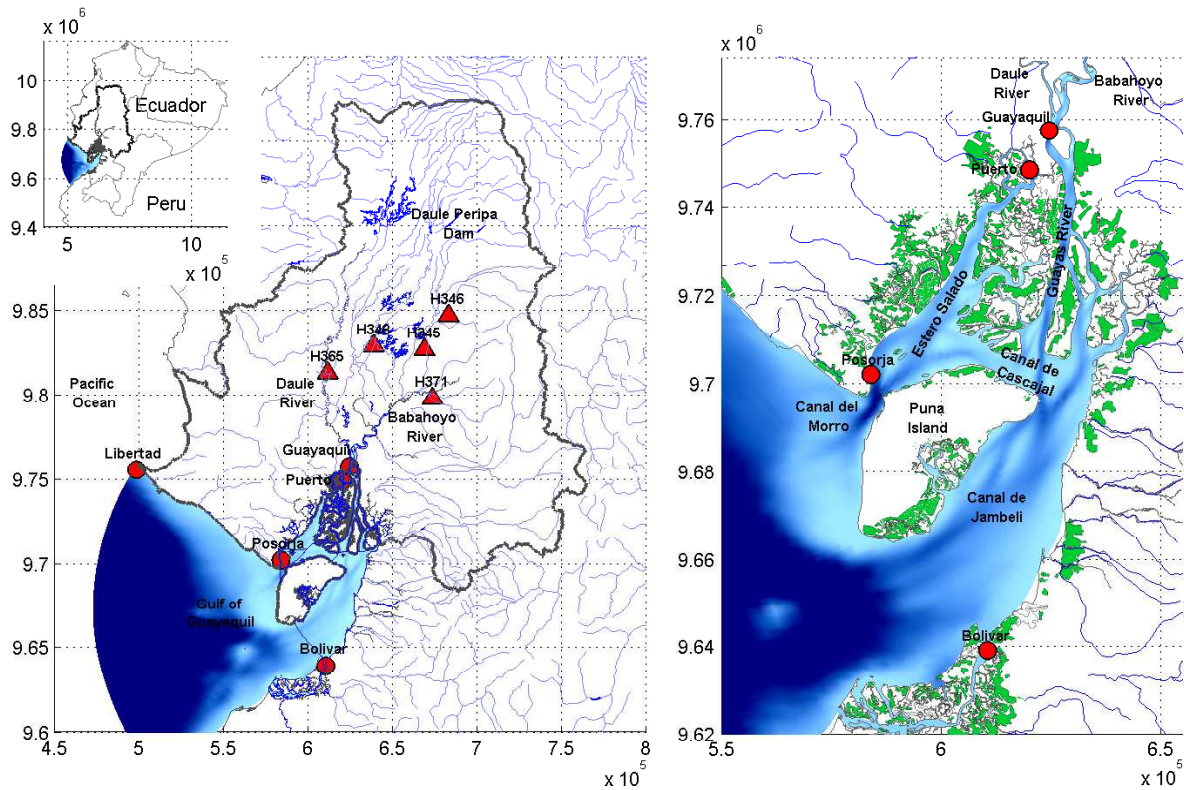 x 10^6
10
9.8
9.6
9.4
5
10
x 10^5
Ecuador
Peru
Daule Peripa
Dam
H346
H348
H345
H365
H371
Daule
River
Babahoyo
River
Pacific
Ocean
Libertad
Guayaquil
Puerto
Posorja
Gulf of
Guayaquil
Bolivar
9.85
9.8
9.75
9.7
9.65
9.6
4.5
5
5.5
6
6.5
7
7.5
8
x 10^5
x 10^6
9.76
9.74
9.72
9.7
9.68
9.66
9.64
9.62
5.5
6
6.5
x 10^5
Daule
River
Babahoyo
River
Guayaquil
Puerto
Guayas River
Estero Salado
Posorja
Canal de
Cascajal
Canal del
Morro
Puna
Island
Canal de
Jambeli
Bolivar